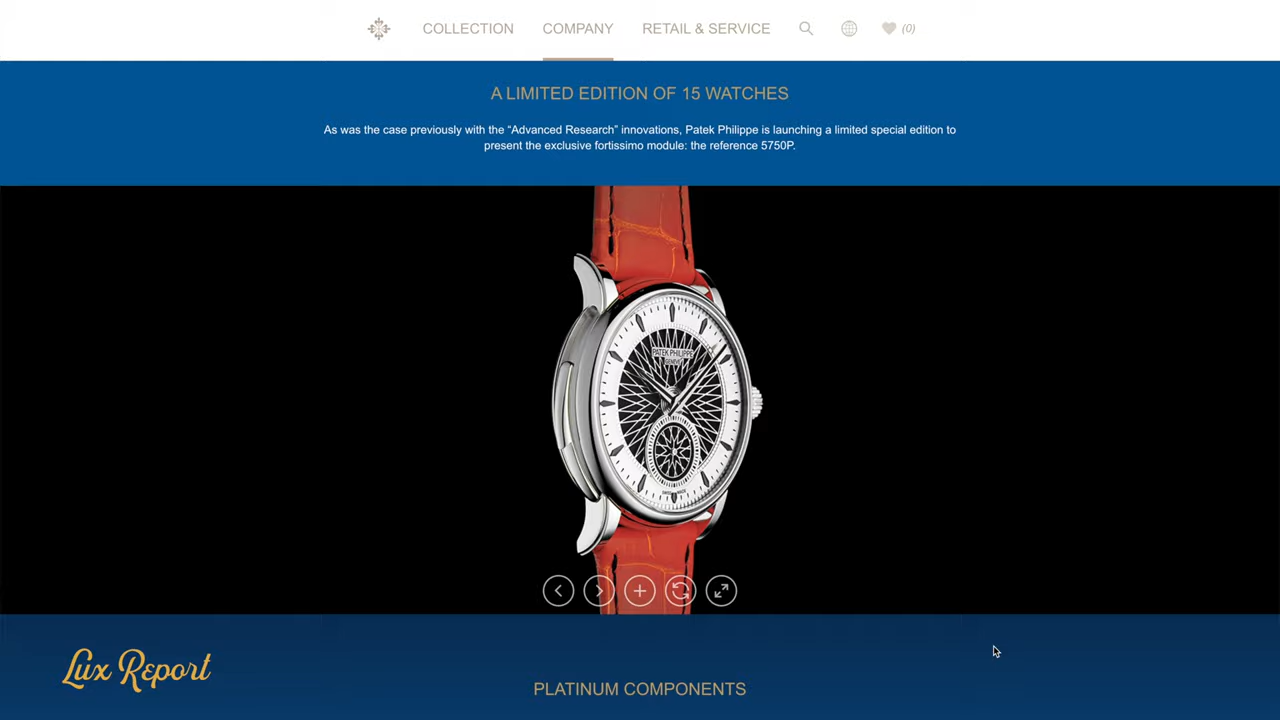 COLLECTION COMPANY RETAIL & SERVICE (0)
A LIMITED EDITION OF 15 WATCHES
As was the case previously with the “Advanced Research” innovations, Patek Philippe is launching a limited special edition to
present the exclusive fortissimo module: the reference 5750P.
PATEK PHILIPPE
GENEVE
SWISS MADE
Lux Report
PLATINUM COMPONENTS